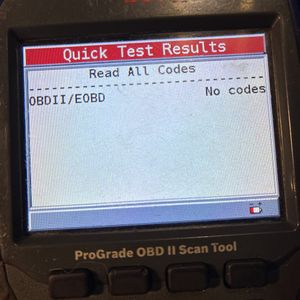 Quick Test Results
Read All Codes
OBDII/EOBD No codes
ProGrade OBD II Scan Tool